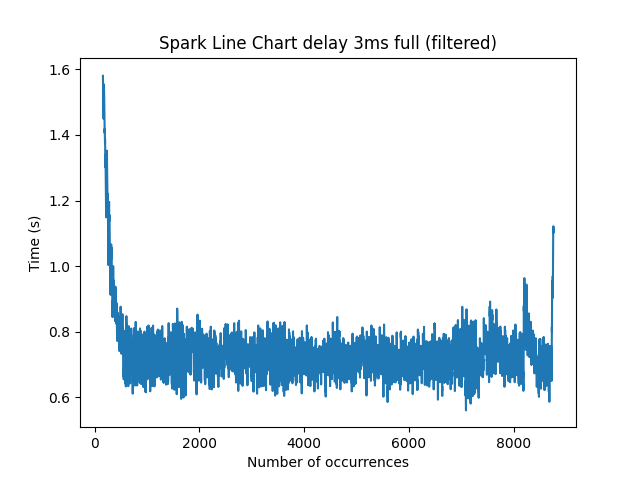 Spark Line Chart delay 3ms full (filtered)
1.6
1.4
1.2
1.0
0.8
0.6
Time (s)
0 2000 4000 6000 8000
Number of occurrences